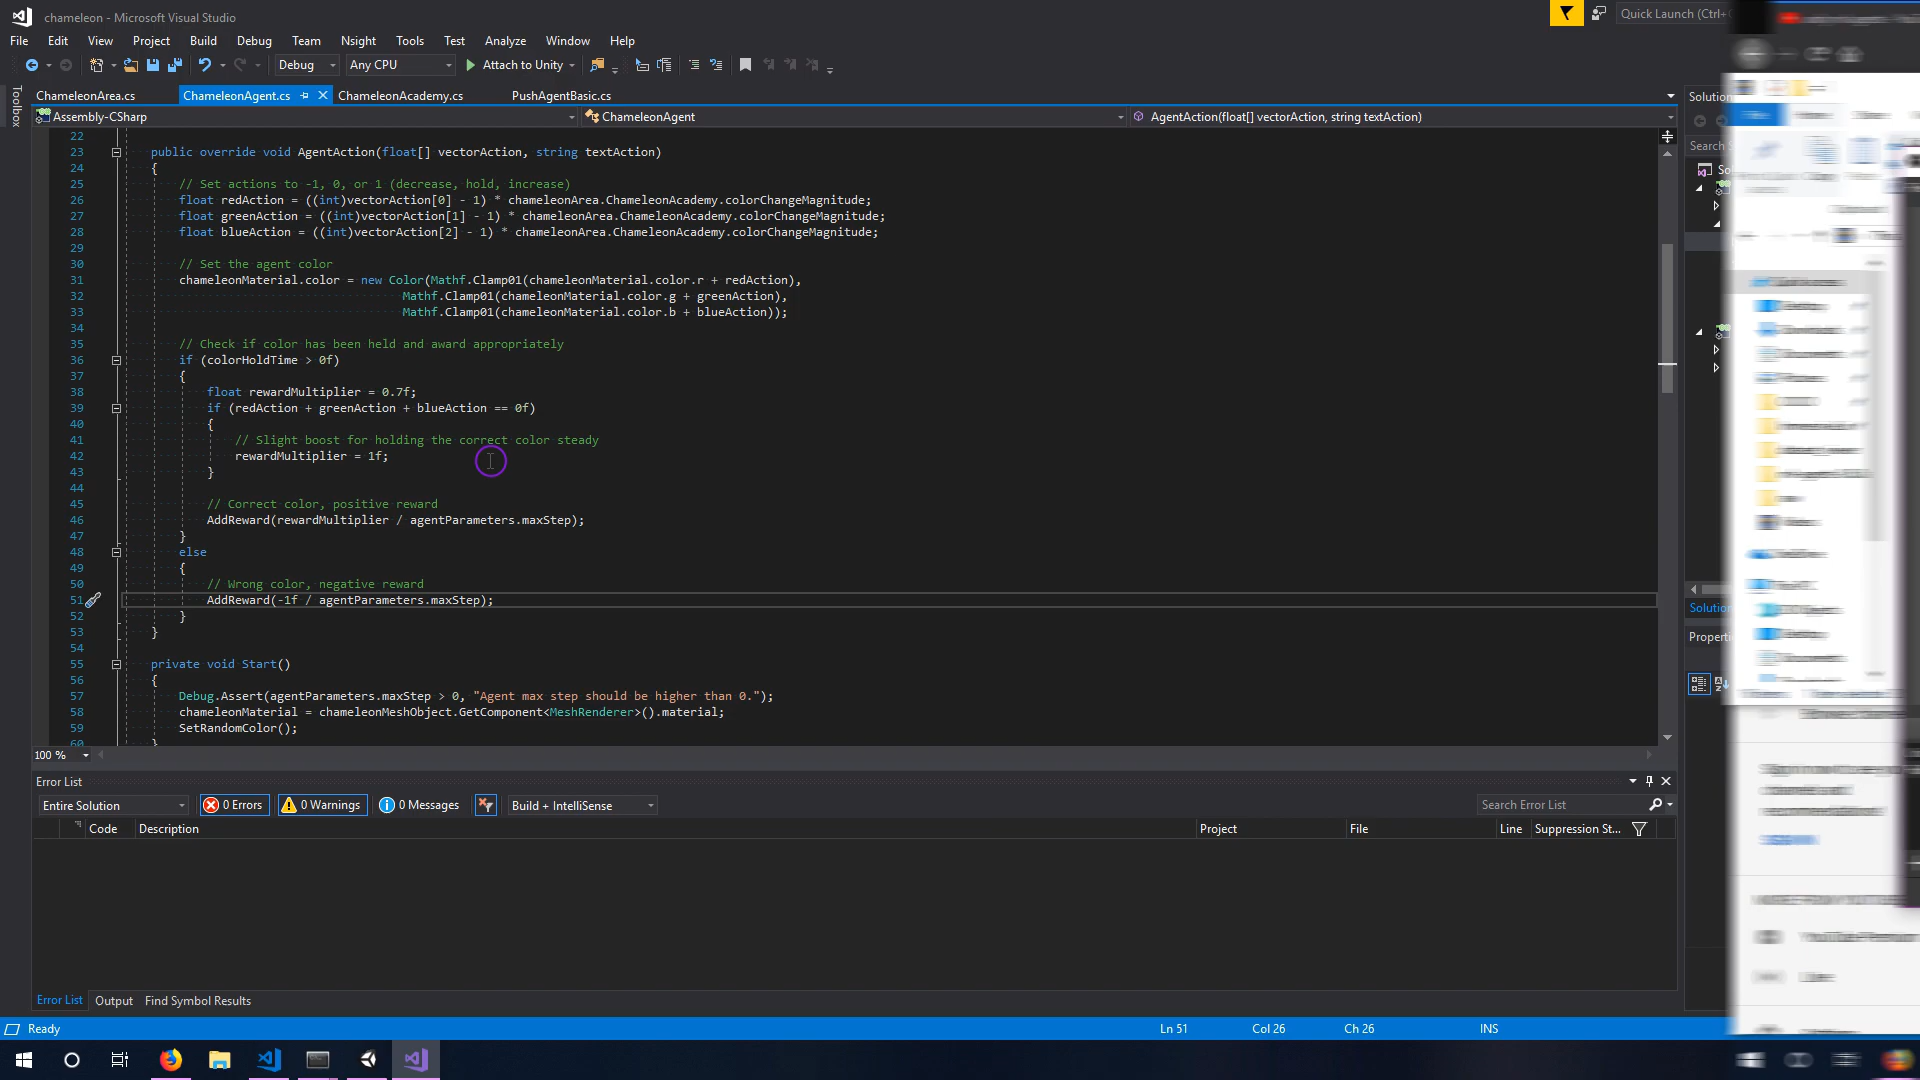 chameleon - Microsoft Visual Studio
Quick Launch (Ctrl+
File Edit View Project Build Debug Team Nsight Tools Test Analyze Window Help
Debug Any CPU Attach to Unity
Toolbox
ChameleonArea.cs ChameleonAgent.cs ChameleonAcademy.cs PushAgentBasic.cs
Solution
Assembly-CSharp ChameleonAgent AgentAction(float[] vectorAction, string textAction)
Search S
So
22
23 public override void AgentAction(float[] vectorAction, string textAction)
24 {
25 // Set actions to -1, 0, or 1 (decrease, hold, increase)
26 float redAction = ((int)vectorAction[0] - 1) * chameleonArea.ChameleonAcademy.colorChangeMagnitude;
27 float greenAction = ((int)vectorAction[1] - 1) * chameleonArea.ChameleonAcademy.colorChangeMagnitude;
28 float blueAction = ((int)vectorAction[2] - 1) * chameleonArea.ChameleonAcademy.colorChangeMagnitude;
29
30 // Set the agent color
31 chameleonMaterial.color = new Color(Mathf.Clamp01(chameleonMaterial.color.r + redAction),
32 Mathf.Clamp01(chameleonMaterial.color.g + greenAction),
33 Mathf.Clamp01(chameleonMaterial.color.b + blueAction));
34
35 // Check if color has been held and award appropriately
36 if (colorHoldTime > 0f)
37 {
38 float rewardMultiplier = 0.7f;
39 if (redAction + greenAction + blueAction == 0f)
40 {
41 // Slight boost for holding the correct color steady
42 rewardMultiplier = 1f;
43 }
44
45 // Correct color, positive reward
46 AddReward(rewardMultiplier / agentParameters.maxStep);
47 }
48 else
49 {
50 // Wrong color, negative reward
51 AddReward(-1f / agentParameters.maxStep);
52 }
53 }
54
55 private void Start()
56 {
57 Debug.Assert(agentParameters.maxStep > 0, "Agent max step should be higher than 0.");
58 chameleonMaterial = chameleonMeshObject.GetComponent<MeshRenderer>().material;
59 SetRandomColor();
60 }
Solution
Properti
100 %
Error List
Entire Solution 0 Errors 0 Warnings 0 Messages Build + IntelliSense Search Error List
Code Description Project File Line Suppression St...
Error List Output Find Symbol Results
Ready Ln 51 Col 26 Ch 26 INS